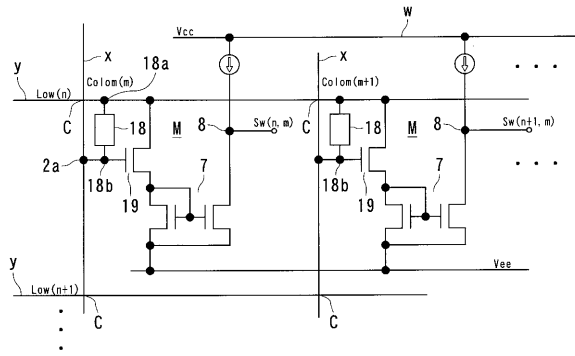 w
Vcc
x
x
Colom(m)
18a
Colom(m+1)
y
Low(n)
C
C
18
M
8
Sw(n, m)
18
M
8
Sw(n+1, m)
2a
18b
19
7
18b
19
7
Vee
y
Low(n+1)
C
C